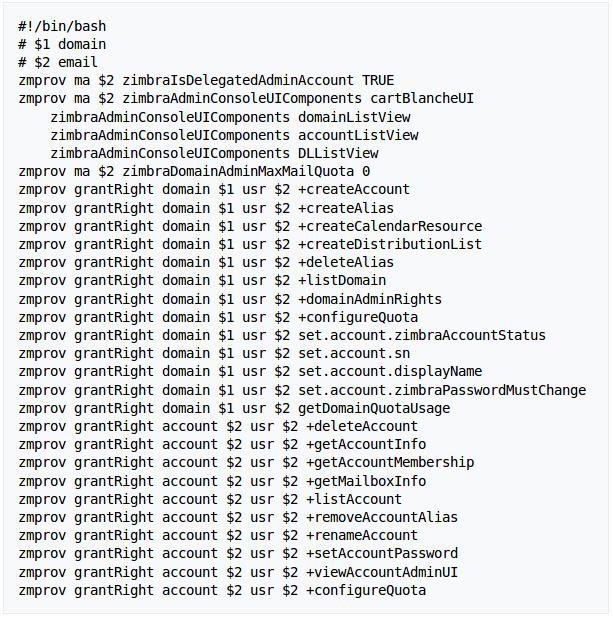 #!/bin/bash
# $1 domain
# $2 email
zmprov ma $2 zimbraIsDelegatedAdminAccount TRUE
zmprov ma $2 zimbraAdminConsoleUIComponents cartBlancheUI
    zimbraAdminConsoleUIComponents domainListView
    zimbraAdminConsoleUIComponents accountListView
    zimbraAdminConsoleUIComponents DLListView
zmprov ma $2 zimbraDomainAdminMaxMailQuota 0
zmprov grantRight domain $1 usr $2 +createAccount
zmprov grantRight domain $1 usr $2 +createAlias
zmprov grantRight domain $1 usr $2 +createCalendarResource
zmprov grantRight domain $1 usr $2 +createDistributionList
zmprov grantRight domain $1 usr $2 +deleteAlias
zmprov grantRight domain $1 usr $2 +listDomain
zmprov grantRight domain $1 usr $2 +domainAdminRights
zmprov grantRight domain $1 usr $2 +configureQuota
zmprov grantRight domain $1 usr $2 set.account.zimbraAccountStatus
zmprov grantRight domain $1 usr $2 set.account.sn
zmprov grantRight domain $1 usr $2 set.account.displayName
zmprov grantRight domain $1 usr $2 set.account.zimbraPasswordMustChange
zmprov grantRight domain $1 usr $2 getDomainQuotaUsage
zmprov grantRight account $2 usr $2 +deleteAccount
zmprov grantRight account $2 usr $2 +getAccountInfo
zmprov grantRight account $2 usr $2 +getAccountMembership
zmprov grantRight account $2 usr $2 +getMailboxInfo
zmprov grantRight account $2 usr $2 +listAccount
zmprov grantRight account $2 usr $2 +removeAccountAlias
zmprov grantRight account $2 usr $2 +renameAccount
zmprov grantRight account $2 usr $2 +setAccountPassword
zmprov grantRight account $2 usr $2 +viewAccountAdminUI
zmprov grantRight account $2 usr $2 +configureQuota